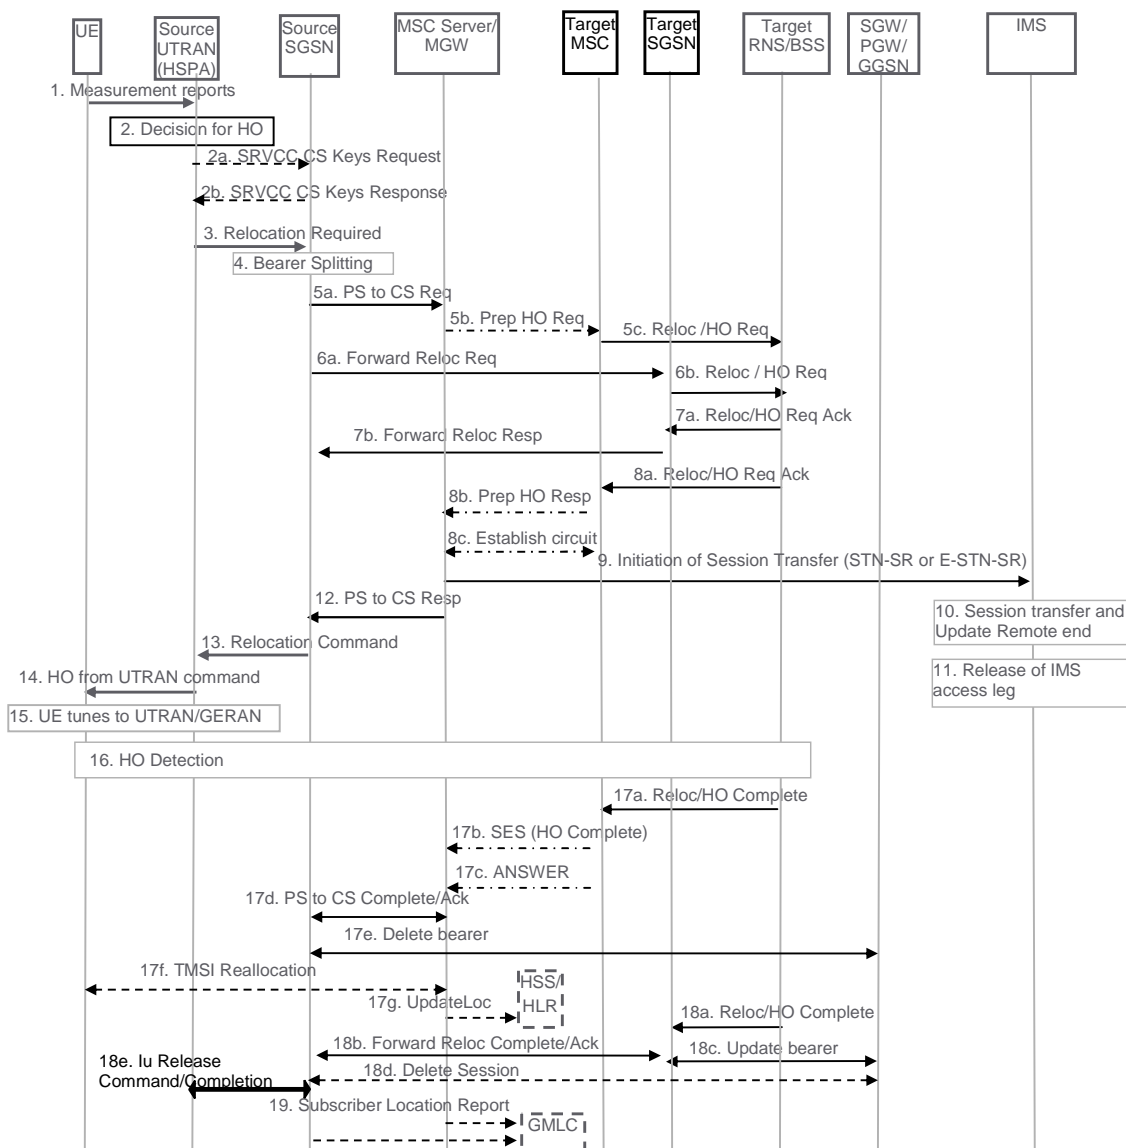 UE
Source
UTRAN
(HSPA)
Source
SGSN
MSC Server/
MGW
Target
MSC
Target
SGSN
Target
RNS/BSS
SGW/
PGW/
GGSN
IMS
1. Measurement reports
2. Decision for HO
2a. SRVCC CS Keys Request
2b. SRVCC CS Keys Response
3. Relocation Required
4. Bearer Splitting
5a. PS to CS Req
5b. Prep HO Req
5c. Reloc /HO Req
6a. Forward Reloc Req
6b. Reloc / HO Req
7a. Reloc/HO Req Ack
7b. Forward Reloc Resp
8a. Reloc/HO Req Ack
8b. Prep HO Resp
8c. Establish circuit
9. Initiation of Session Transfer (STN-SR or E-STN-SR)
12. PS to CS Resp
10. Session transfer and
Update Remote end
13. Relocation Command
11. Release of IMS
access leg
14. HO from UTRAN command
15. UE tunes to UTRAN/GERAN
16. HO Detection
17a. Reloc/HO Complete
17b. SES (HO Complete)
17c. ANSWER
17d. PS to CS Complete/Ack
17e. Delete bearer
17f. TMSI Reallocation
HSS/
HLR
17g. UpdateLoc
18a. Reloc/HO Complete
18b. Forward Reloc Complete/Ack
18c. Update bearer
18e. Iu Release
Command/Completion
18d. Delete Session
19. Subscriber Location Report
GMLC